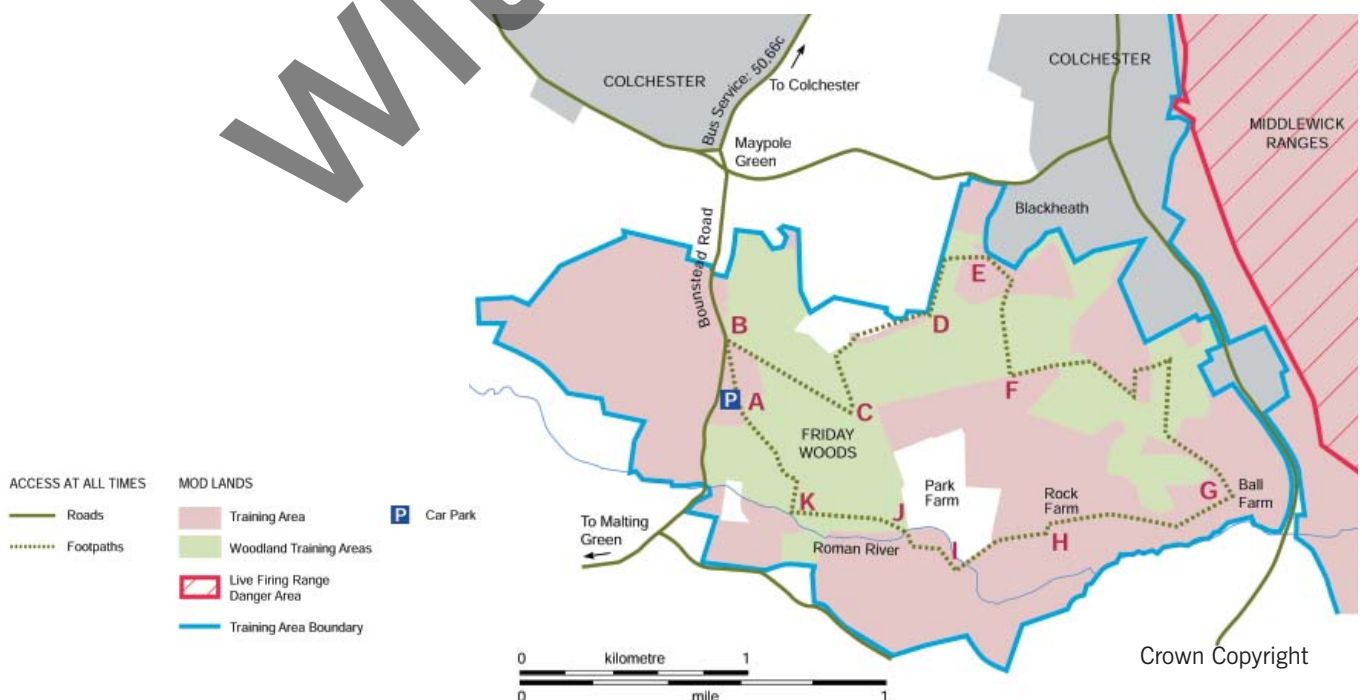 COLCHESTER
Bus Service: 50,66c
To Colchester
COLCHESTER
MIDDLEWICK
RANGES
Maypole
Green
Blackheath
Bounstead Road
E
B
D
F
P
A
C
FRIDAY
WOODS
ACCESS AT ALL TIMES
Roads
Footpaths
MOD LANDS
Training Area
Woodland Training Areas
Live Firing Range
Danger Area
Training Area Boundary
P
Car Park
K
J
Park
Farm
Rock
Farm
G
Ball
Farm
To Malting
Green
Roman River
I
H
0
kilometre
1
0
mile
1
Crown Copyright